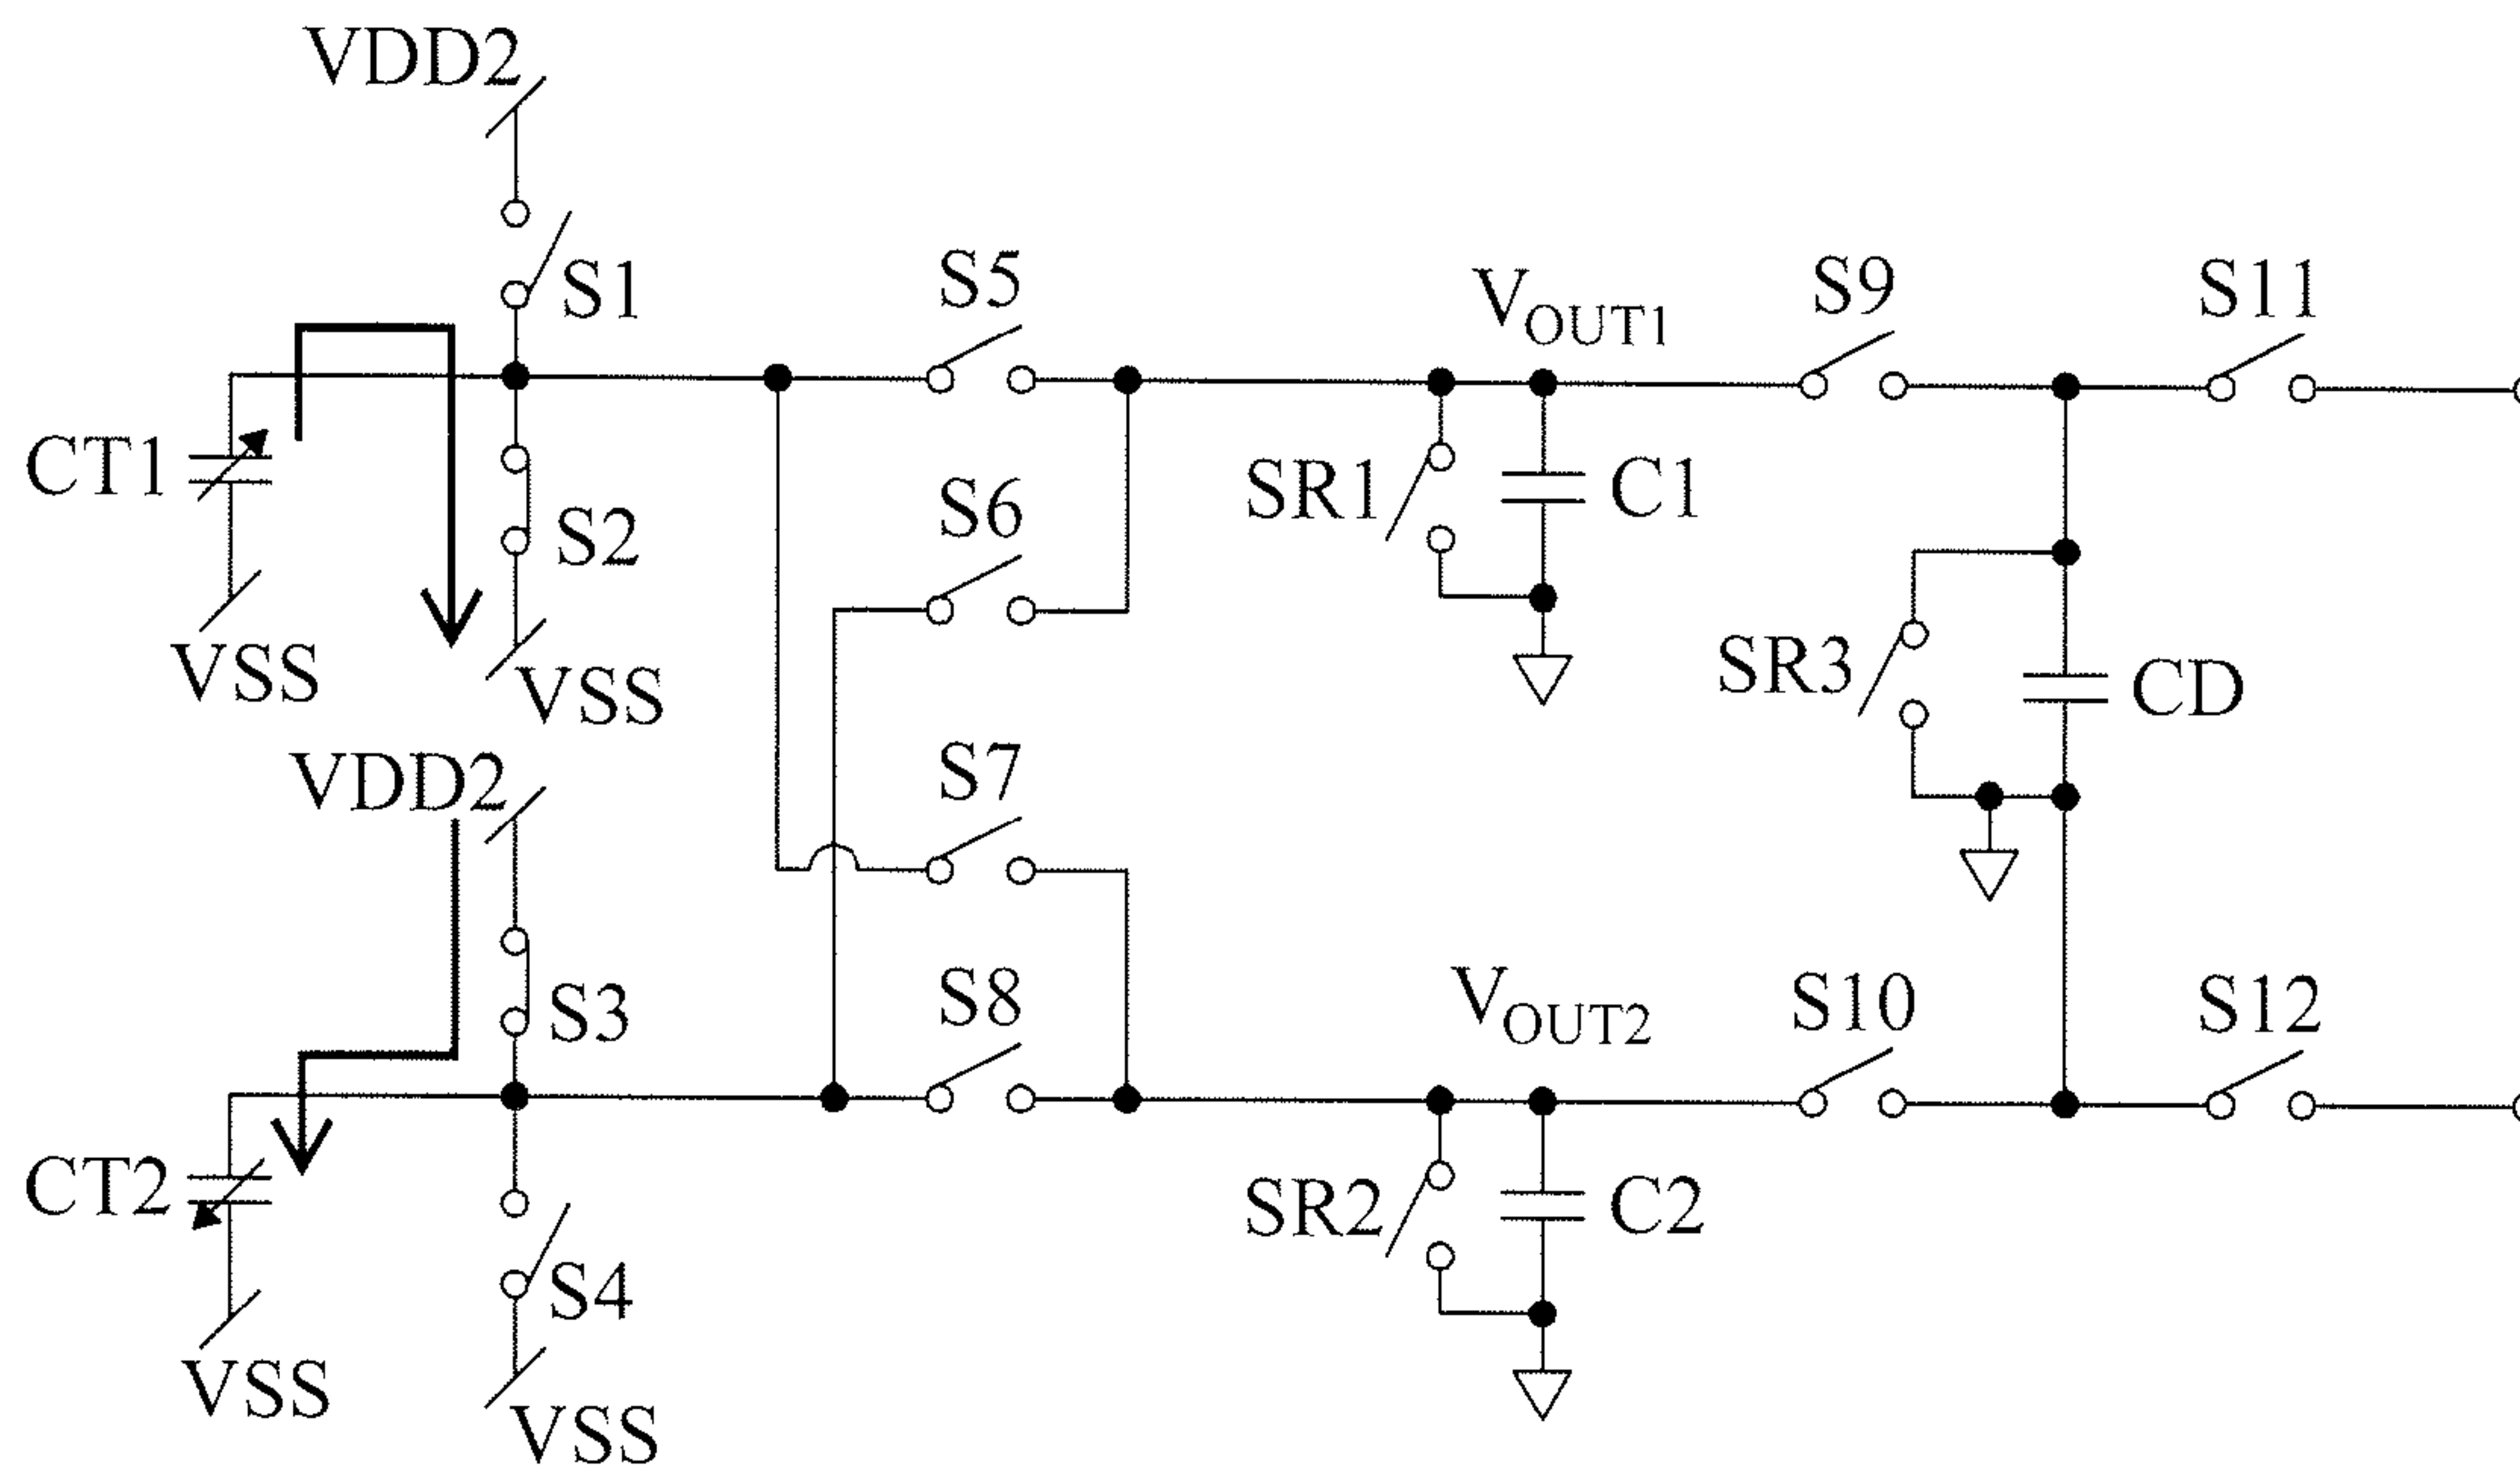 VDD2
S1
S5
VOUT1
S9
S11
CT1
S2
S6
SR1
C1
VSS
VSS
SR3
CD
VDD2
S7
S3
S8
VOUT2
S10
S12
CT2
S4
SR2
C2
VSS
VSS